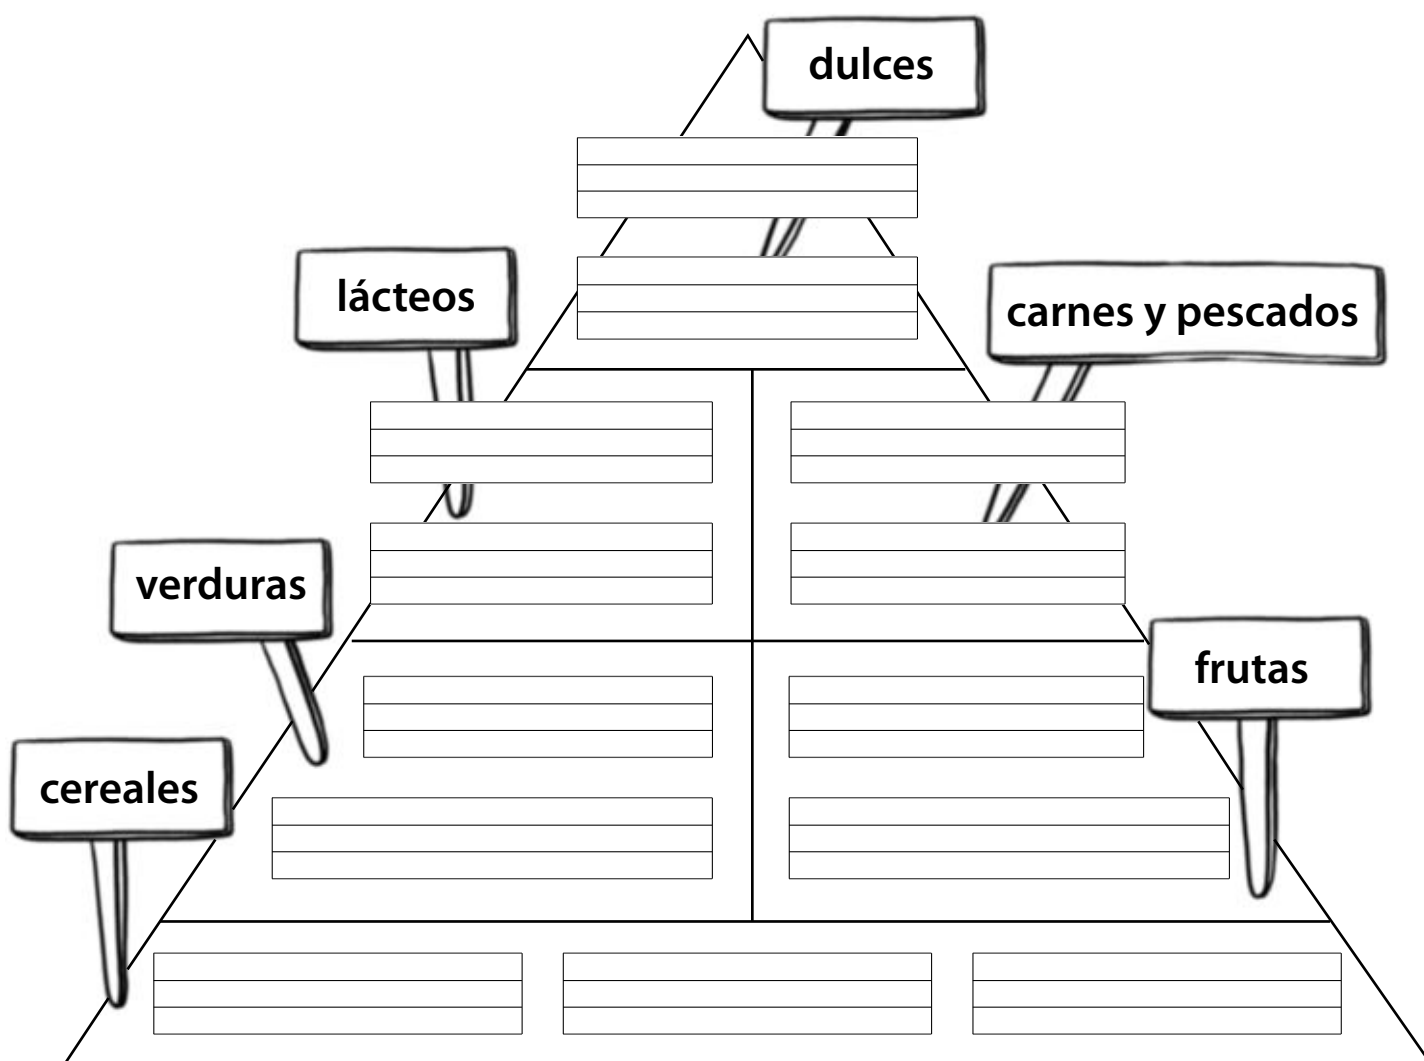 dulces
lácteos
carnes y pescados
verduras
frutas
cereales